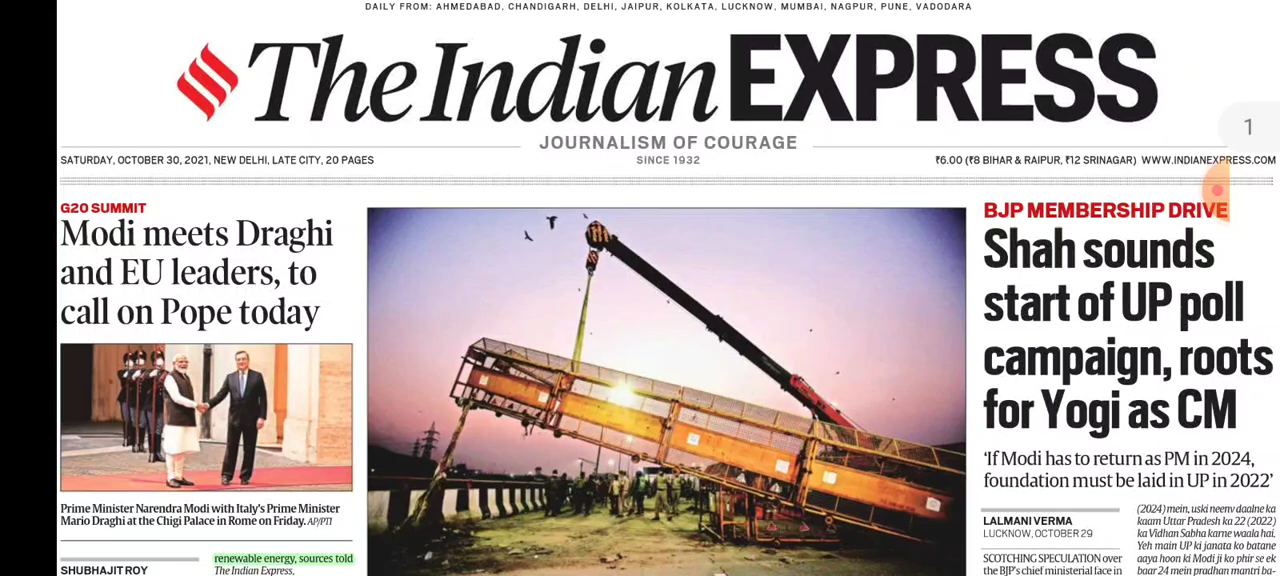 DAILY FROM: AHMEDABAD, CHANDIGARH, DELHI, JAIPUR, KOLKATA, LUCKNOW, MUMBAI, NAGPUR, PUNE, VADODARA
The Indian EXPRESS
JOURNALISM OF COURAGE
1
SATURDAY, OCTOBER 30, 2021, NEW DELHI, LATE CITY, 20 PAGES
SINCE 1932
₹6.00 (₹8 BIHAR & RAIPUR, ₹12 SRINAGAR) WWW.INDIANEXPRESS.COM
G20 SUMMIT
Modi meets Draghi
and EU leaders, to
call on Pope today
Prime Minister Narendra Modi with Italy's Prime Minister
Mario Draghi at the Chigi Palace in Rome on Friday. AP/PTI
SHUBHAJIT ROY
renewable energy, sources told
The Indian Express,
BJP MEMBERSHIP DRIVE
Shah sounds
start of UP poll
campaign, roots
for Yogi as CM
‘If Modi has to return as PM in 2024,
foundation must be laid in UP in 2022’
LALMANI VERMA
LUCKNOW, OCTOBER 29
SCOTCHING SPECULATION over
the BJP's chief ministerial face in
(2024) mein, uski neenv daalne ka
kaam Uttar Pradesh ka 22 (2022)
ka Vidhan Sabha karne waala hai.
Yeh main UP ki janata ko batane
aaya hoon ki Modi ji ko phir se ek
baar 24 mein pradhan mantri ba-